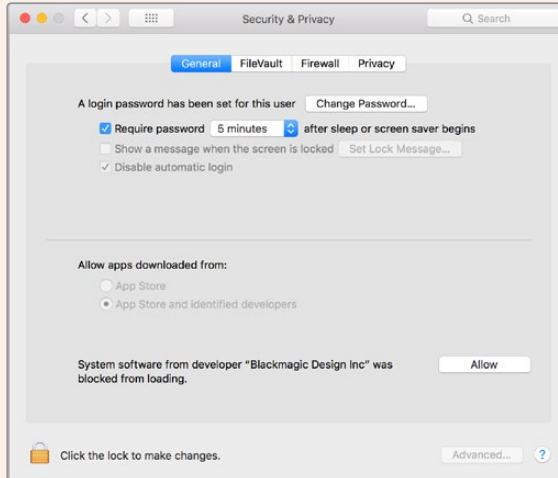 Security & Privacy
Search
General FileVault Firewall Privacy
A login password has been set for this user Change Password...
Require password 5 minutes after sleep or screen saver begins
Show a message when the screen is locked Set Lock Message...
Disable automatic login
Allow apps downloaded from:
App Store
App Store and identified developers
System software from developer “Blackmagic Design Inc” was Allow
blocked from loading.
Click the lock to make changes. Advanced... ?